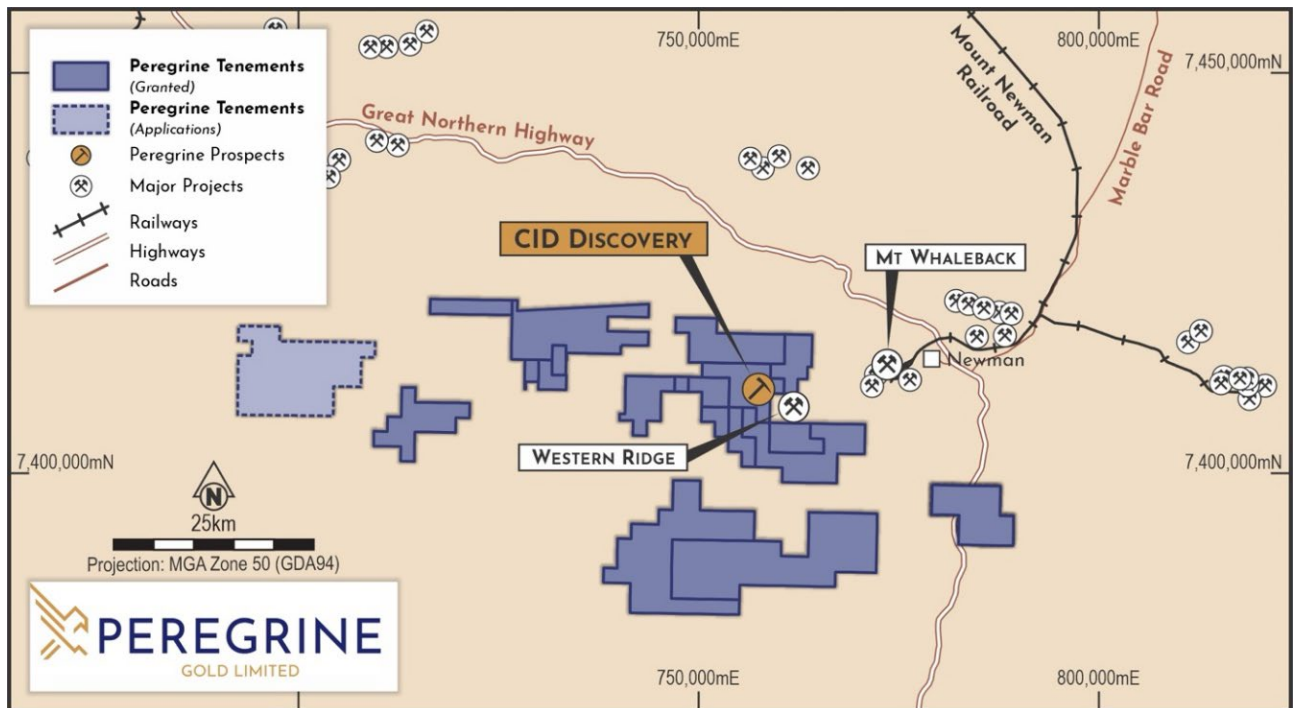 Peregrine Tenements
(Granted)
Peregrine Tenements
(Applications)
Peregrine Prospects
Major Projects
Railways
Highways
Roads
750,000mE
800,000mE
7,450,000mN
Great Northern Highway
Mount Newman
Railroad
Marble Bar Road
CID DISCOVERY
MT WHALEBACK
Newman
WESTERN RIDGE
7,400,000mN
7,400,000mN
N
25km
Projection: MGA Zone 50 (GDA94)
PEREGRINE
GOLD LIMITED
750,000mE
800,000mE